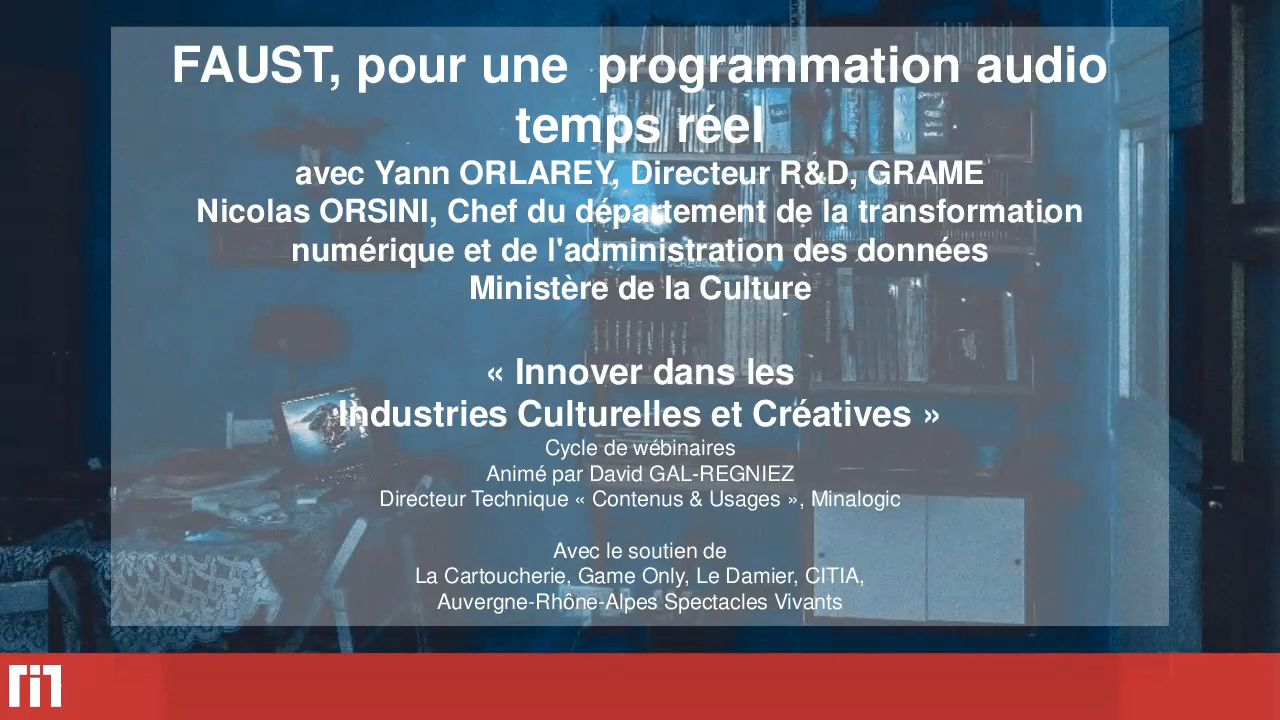 FAUST, pour une  programmation audio
temps réel
avec Yann ORLAREY, Directeur R&D, GRAME
Nicolas ORSINI, Chef du département de la transformation
numérique et de l'administration des données
Ministère de la Culture
« Innover dans les
Industries Culturelles et Créatives »
Cycle de wébinaires
Animé par David GAL-REGNIEZ
Directeur Technique « Contenus & Usages », Minalogic
Avec le soutien de
La Cartoucherie, Game Only, Le Damier, CITIA,
Auvergne-Rhône-Alpes Spectacles Vivants